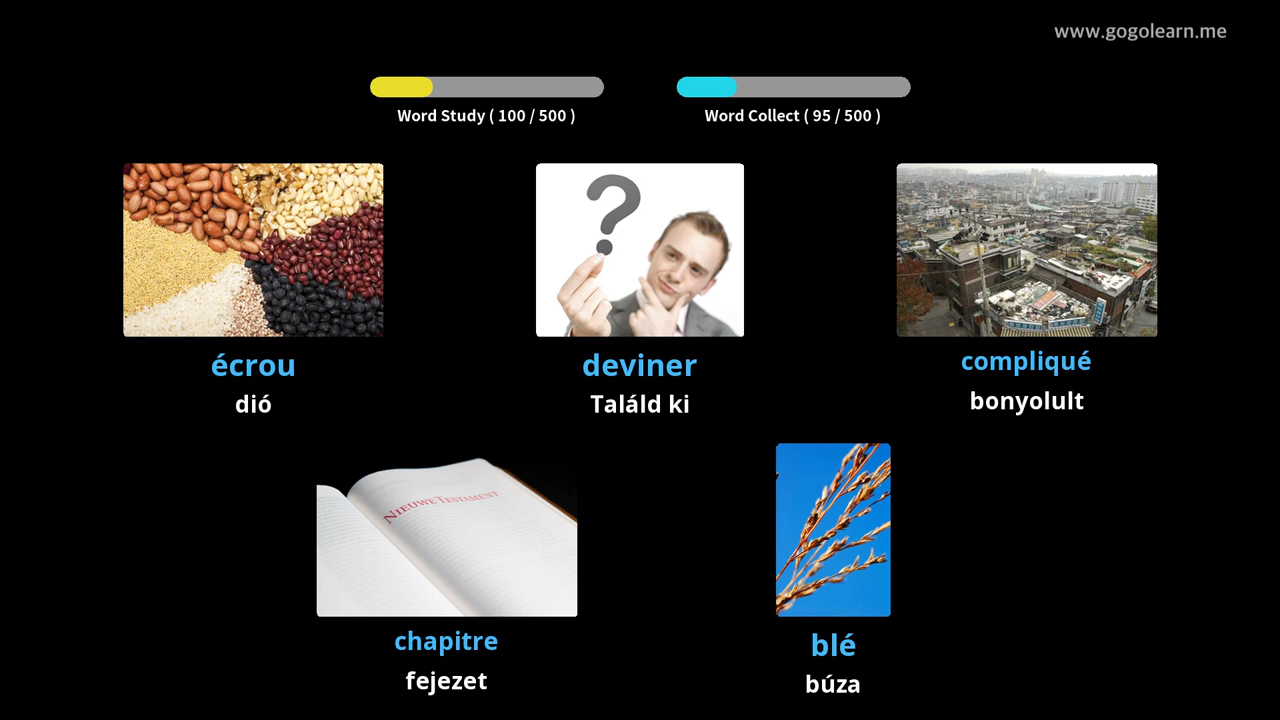 www.gogolearn.me
Word Study ( 100 / 500 )
Word Collect ( 95 / 500 )
écrou
dió
deviner
Találd ki
compliqué
bonyolult
NIEUWE TESTAMENT
chapitre
fejezet
blé
búza